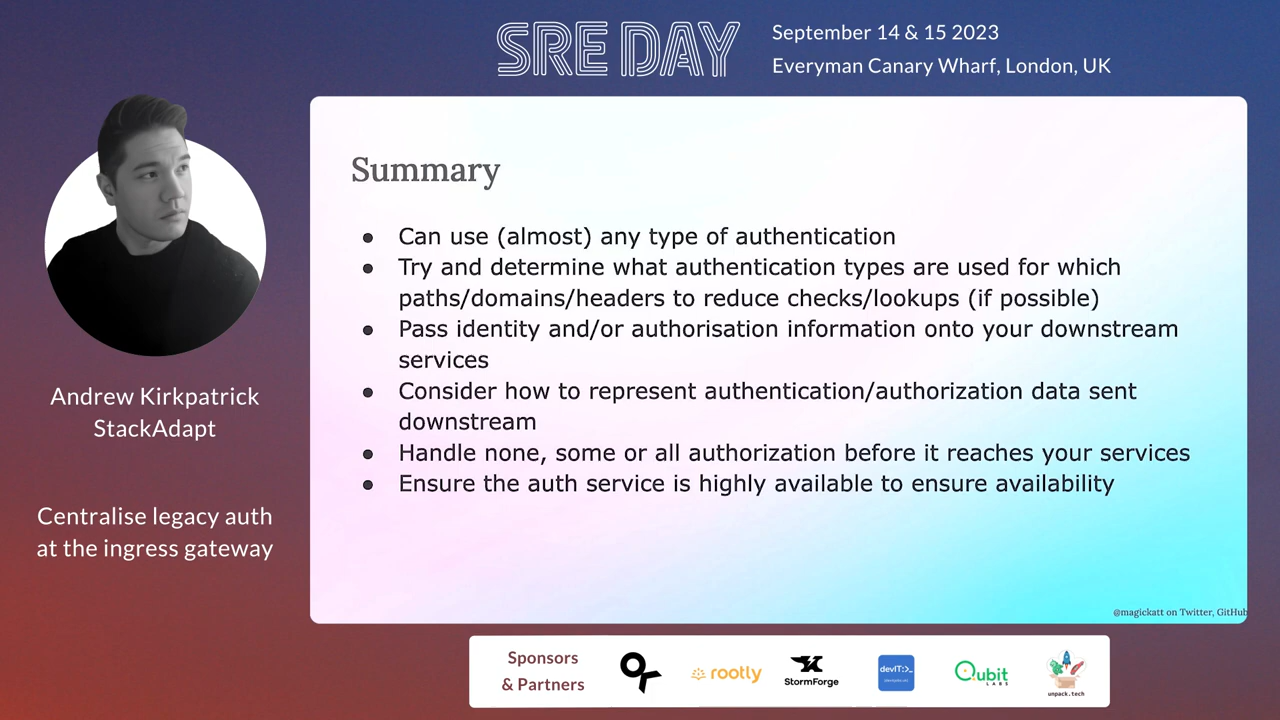 SRE DAY
September 14 & 15 2023
Everyman Canary Wharf, London, UK
Andrew Kirkpatrick
StackAdapt
Centralise legacy auth
at the ingress gateway
Summary
● Can use (almost) any type of authentication
● Try and determine what authentication types are used for which
paths/domains/headers to reduce checks/lookups (if possible)
● Pass identity and/or authorisation information onto your downstream
services
● Consider how to represent authentication/authorization data sent
downstream
● Handle none, some or all authorization before it reaches your services
● Ensure the auth service is highly available to ensure availability
@magickatt on Twitter, GitHub
Sponsors
& Partners
rootly
StormForge
devIT:>_
Qubit
LABS
unpack.tech